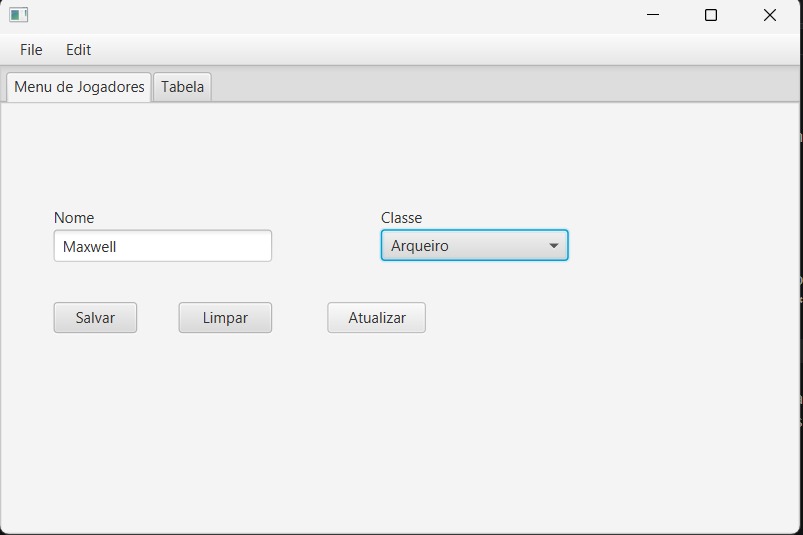 File Edit
Menu de Jogadores Tabela
Nome Classe
Maxwell Arqueiro
Salvar Limpar Atualizar